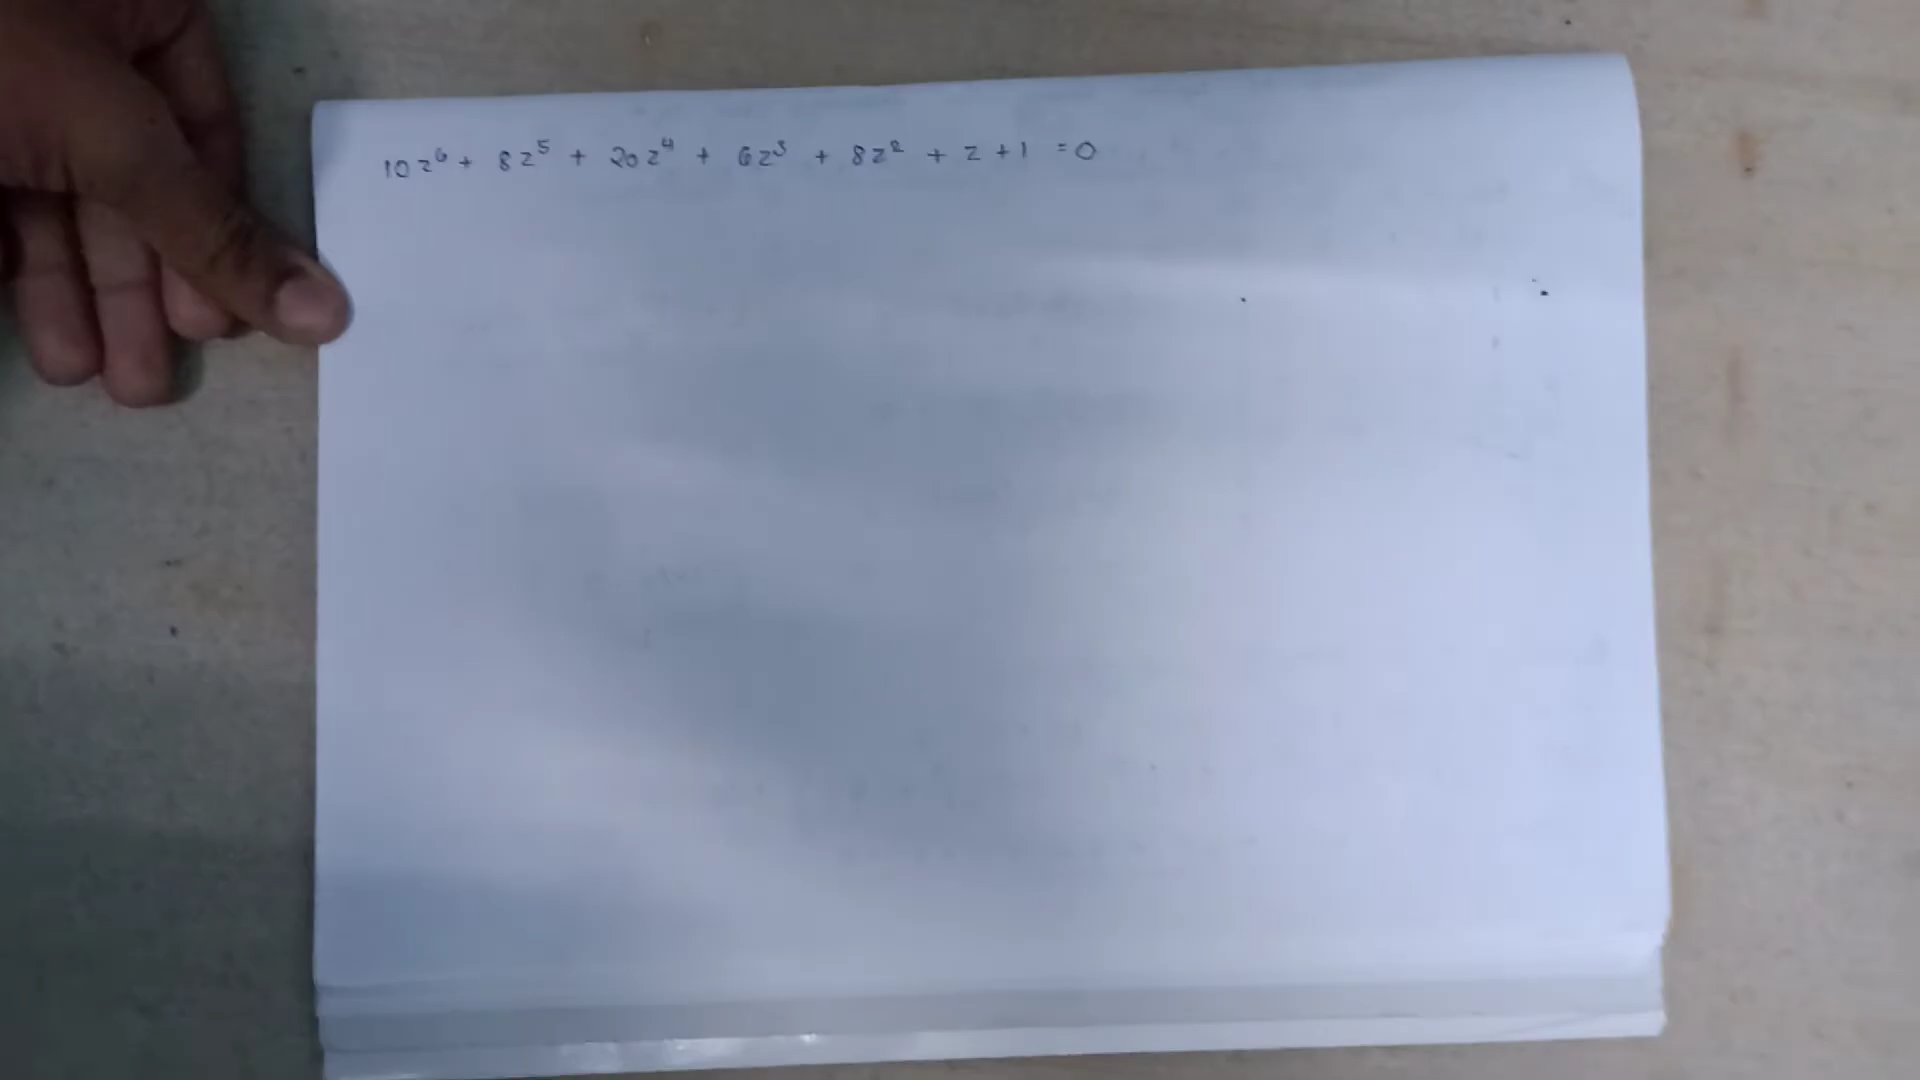 10z⁶ + 8z⁵ + 20z⁴ + 6z³ + 8z² + z + 1 = 0